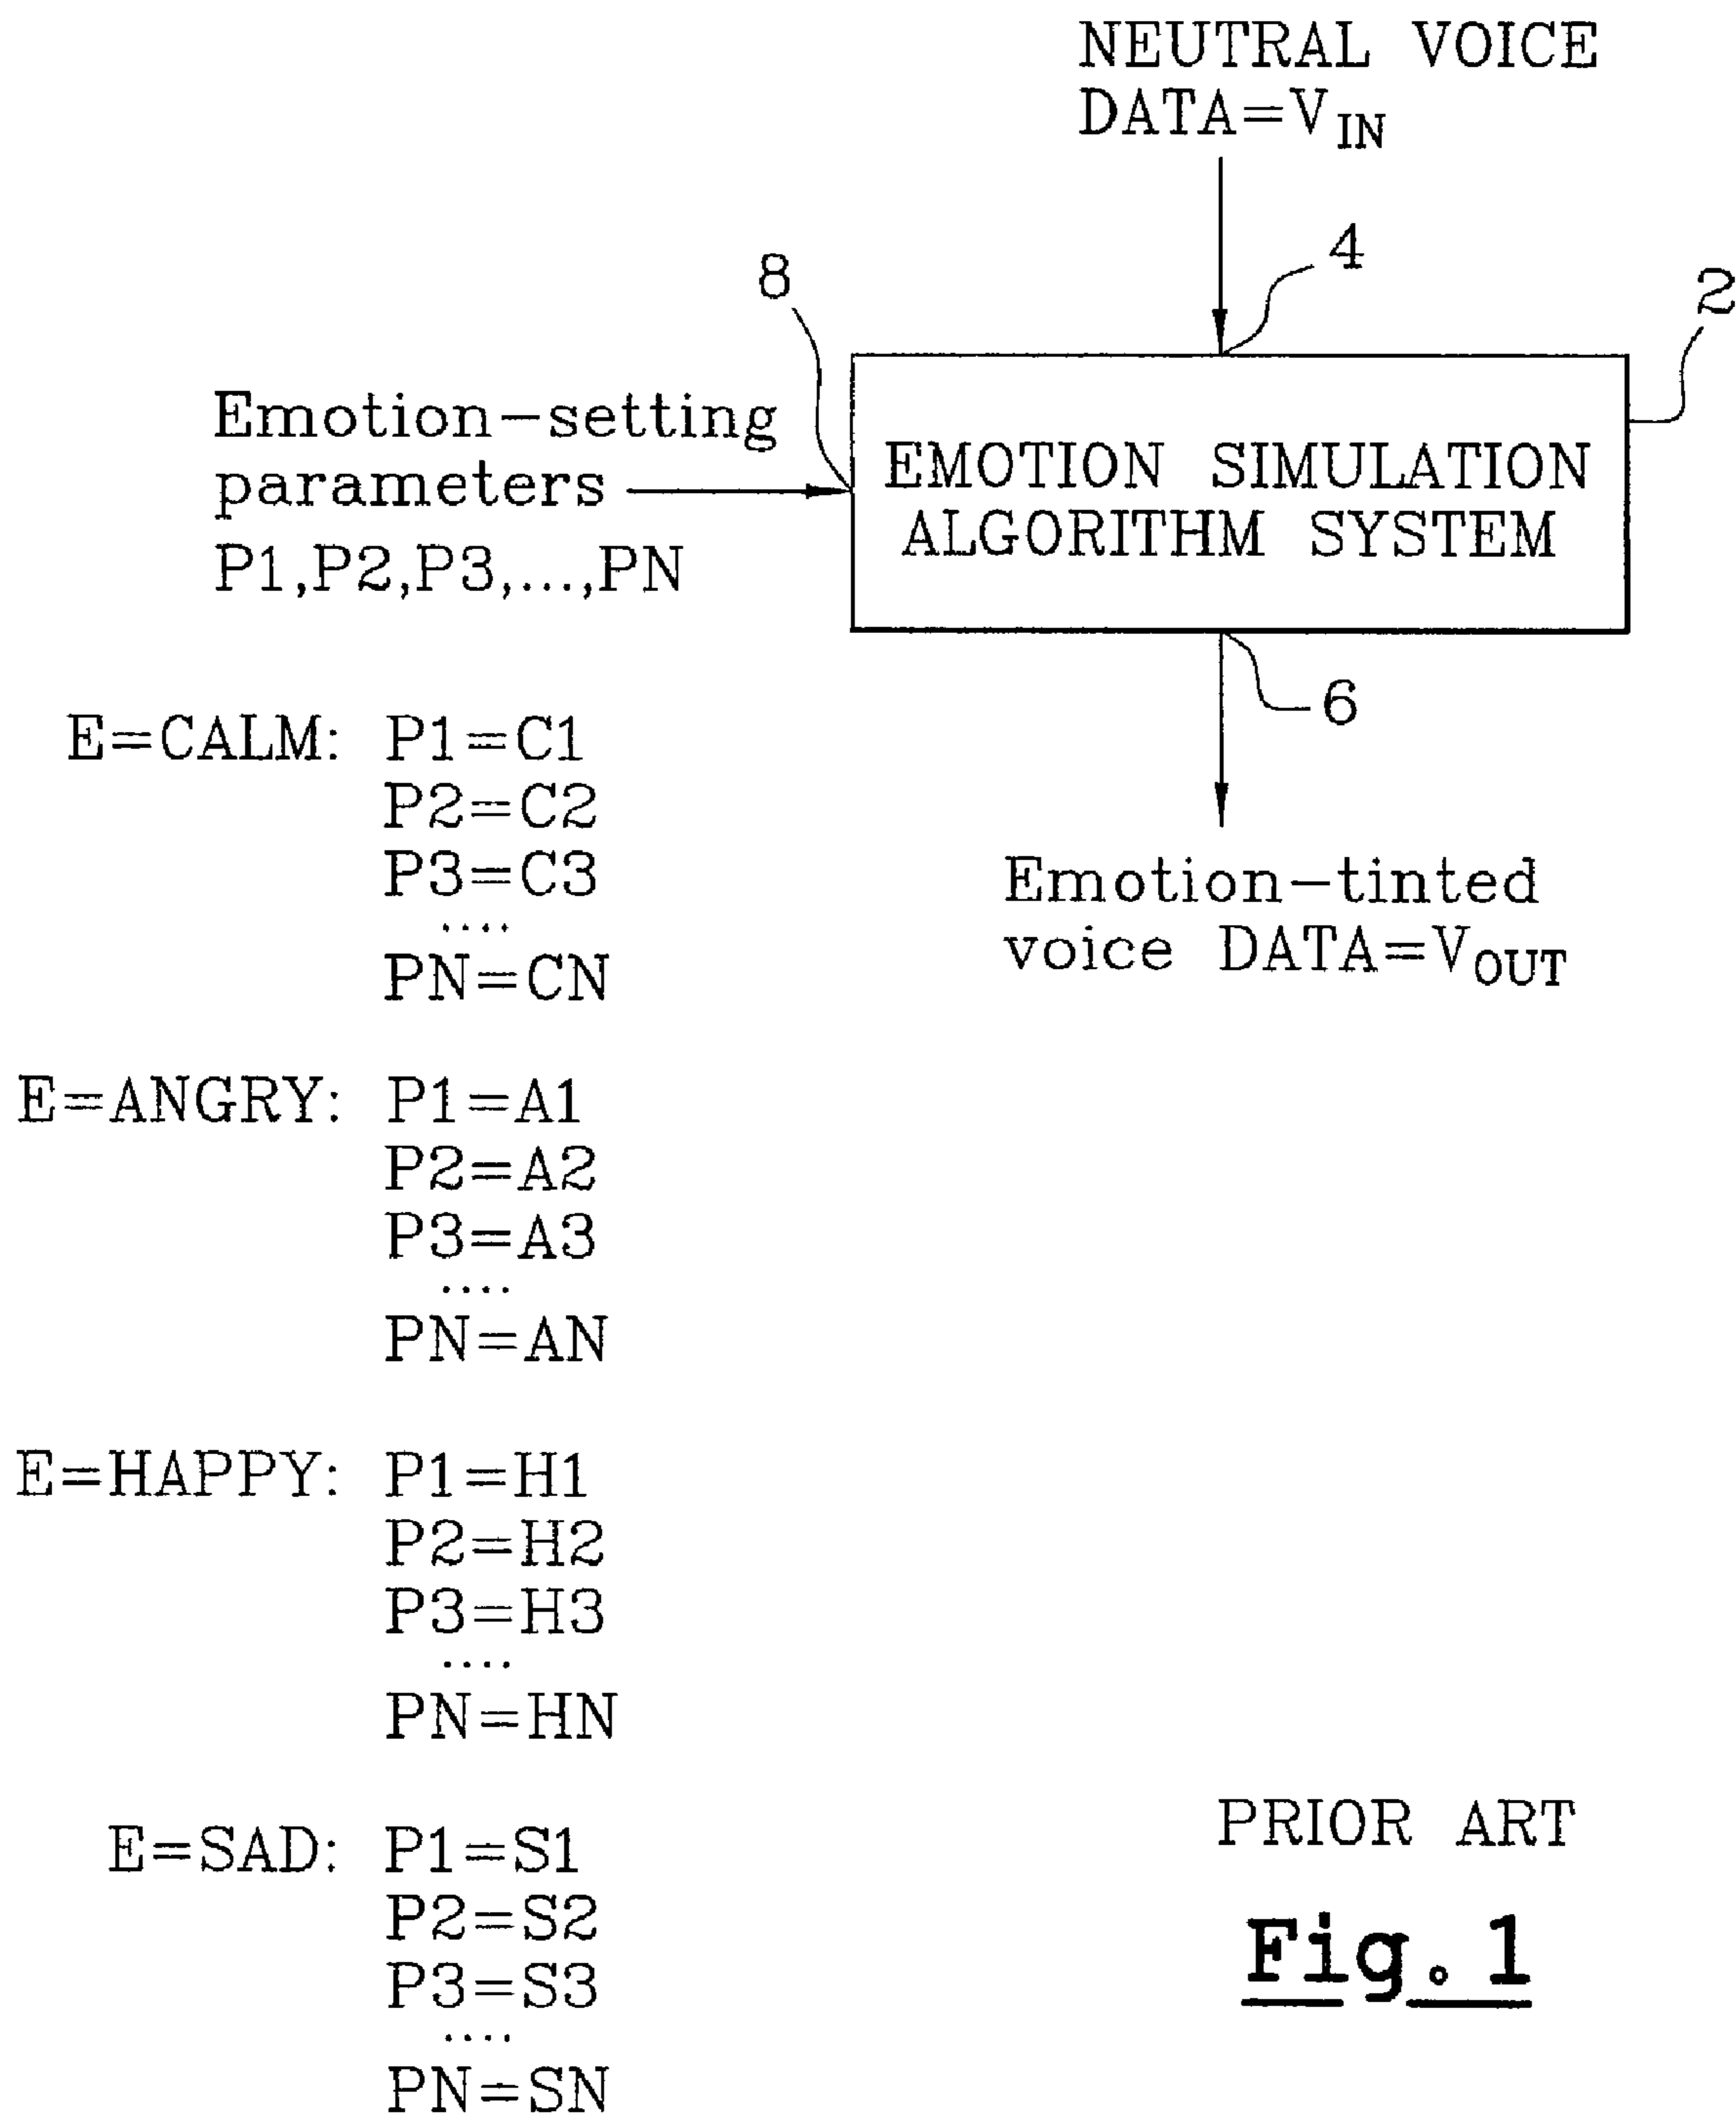 NEUTRAL VOICE
DATA=V_IN
4
8
2
Emotion-setting
parameters
P1,P2,P3,...,PN
EMOTION SIMULATION
ALGORITHM SYSTEM
6
Emotion-tinted
voice DATA=V_OUT
E=CALM: P1=C1
P2=C2
P3=C3
....
PN=CN
E=ANGRY: P1=A1
P2=A2
P3=A3
....
PN=AN
E=HAPPY: P1=H1
P2=H2
P3=H3
....
PN=HN
E=SAD: P1=S1
P2=S2
P3=S3
....
PN=SN
PRIOR ART
Fig.1